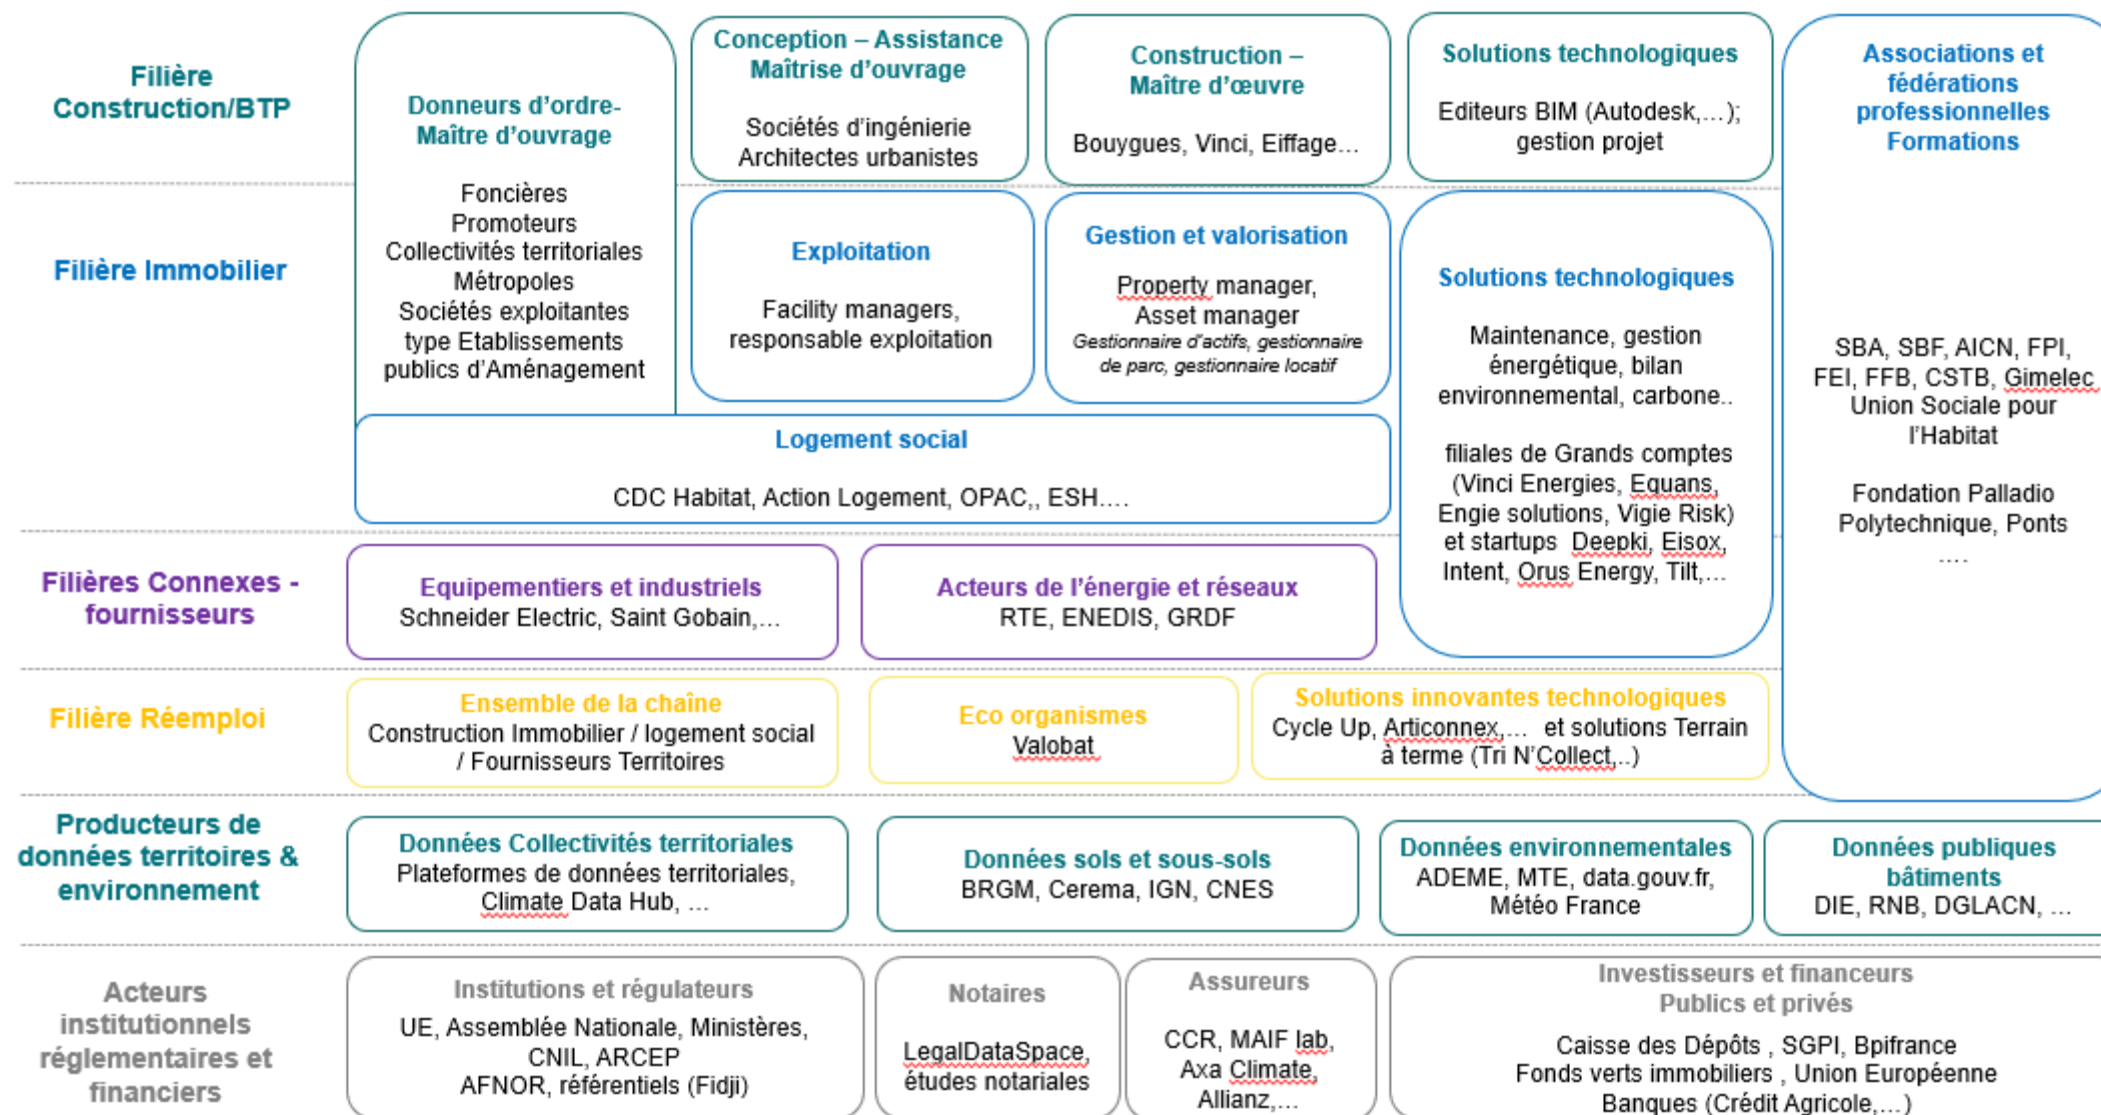 Filière
Construction/BTP
Donneurs d'ordre-
Maître d'ouvrage
Foncières
Promoteurs
Collectivités territoriales
Métropoles
Sociétés exploitantes
type Etablissements
publics d'Aménagement
Conception – Assistance
Maîtrise d'ouvrage
Sociétés d'ingénierie
Architectes urbanistes
Construction –
Maître d'œuvre
Bouygues, Vinci, Eiffage…
Solutions technologiques
Editeurs BIM (Autodesk,…);
gestion projet
Associations et
fédérations
professionnelles
Formations
SBA, SBF, AICN, FPI,
FEI, FFB, CSTB, Gimelec
Union Sociale pour
l'Habitat
Fondation Palladio
Polytechnique, Ponts
….
Filière Immobilier
Exploitation
Facility managers,
responsable exploitation
Gestion et valorisation
Property manager,
Asset manager
Gestionnaire d'actifs, gestionnaire
de parc, gestionnaire locatif
Solutions technologiques
Maintenance, gestion
énergétique, bilan
environnemental, carbone..
filiales de Grands comptes
(Vinci Energies, Equans,
Engie solutions, Vigie Risk)
et startups Deepki, Eisox,
Intent, Orus Energy, Tilt,…
Logement social
CDC Habitat, Action Logement, OPAC,, ESH….
Filières Connexes -
fournisseurs
Equipementiers et industriels
Schneider Electric, Saint Gobain,…
Acteurs de l'énergie et réseaux
RTE, ENEDIS, GRDF
Filière Réemploi
Ensemble de la chaîne
Construction Immobilier / logement social
/ Fournisseurs Territoires
Eco organismes
Valobat
Solutions innovantes technologiques
Cycle Up, Articonnex,… et solutions Terrain
à terme (Tri N'Collect,..)
Producteurs de
données territoires &
environnement
Données Collectivités territoriales
Plateformes de données territoriales,
Climate Data Hub, …
Données sols et sous-sols
BRGM, Cerema, IGN, CNES
Données environnementales
ADEME, MTE, data.gouv.fr,
Météo France
Données publiques
bâtiments
DIE, RNB, DGLACN, …
Acteurs
institutionnels
réglementaires et
financiers
Institutions et régulateurs
UE, Assemblée Nationale, Ministères,
CNIL, ARCEP
AFNOR, référentiels (Fidji)
Notaires
LegalDataSpace,
études notariales
Assureurs
CCR, MAIF lab,
Axa Climate,
Allianz,…
Investisseurs et financeurs
Publics et privés
Caisse des Dépôts , SGPI, Bpifrance
Fonds verts immobiliers , Union Européenne
Banques (Crédit Agricole,…)